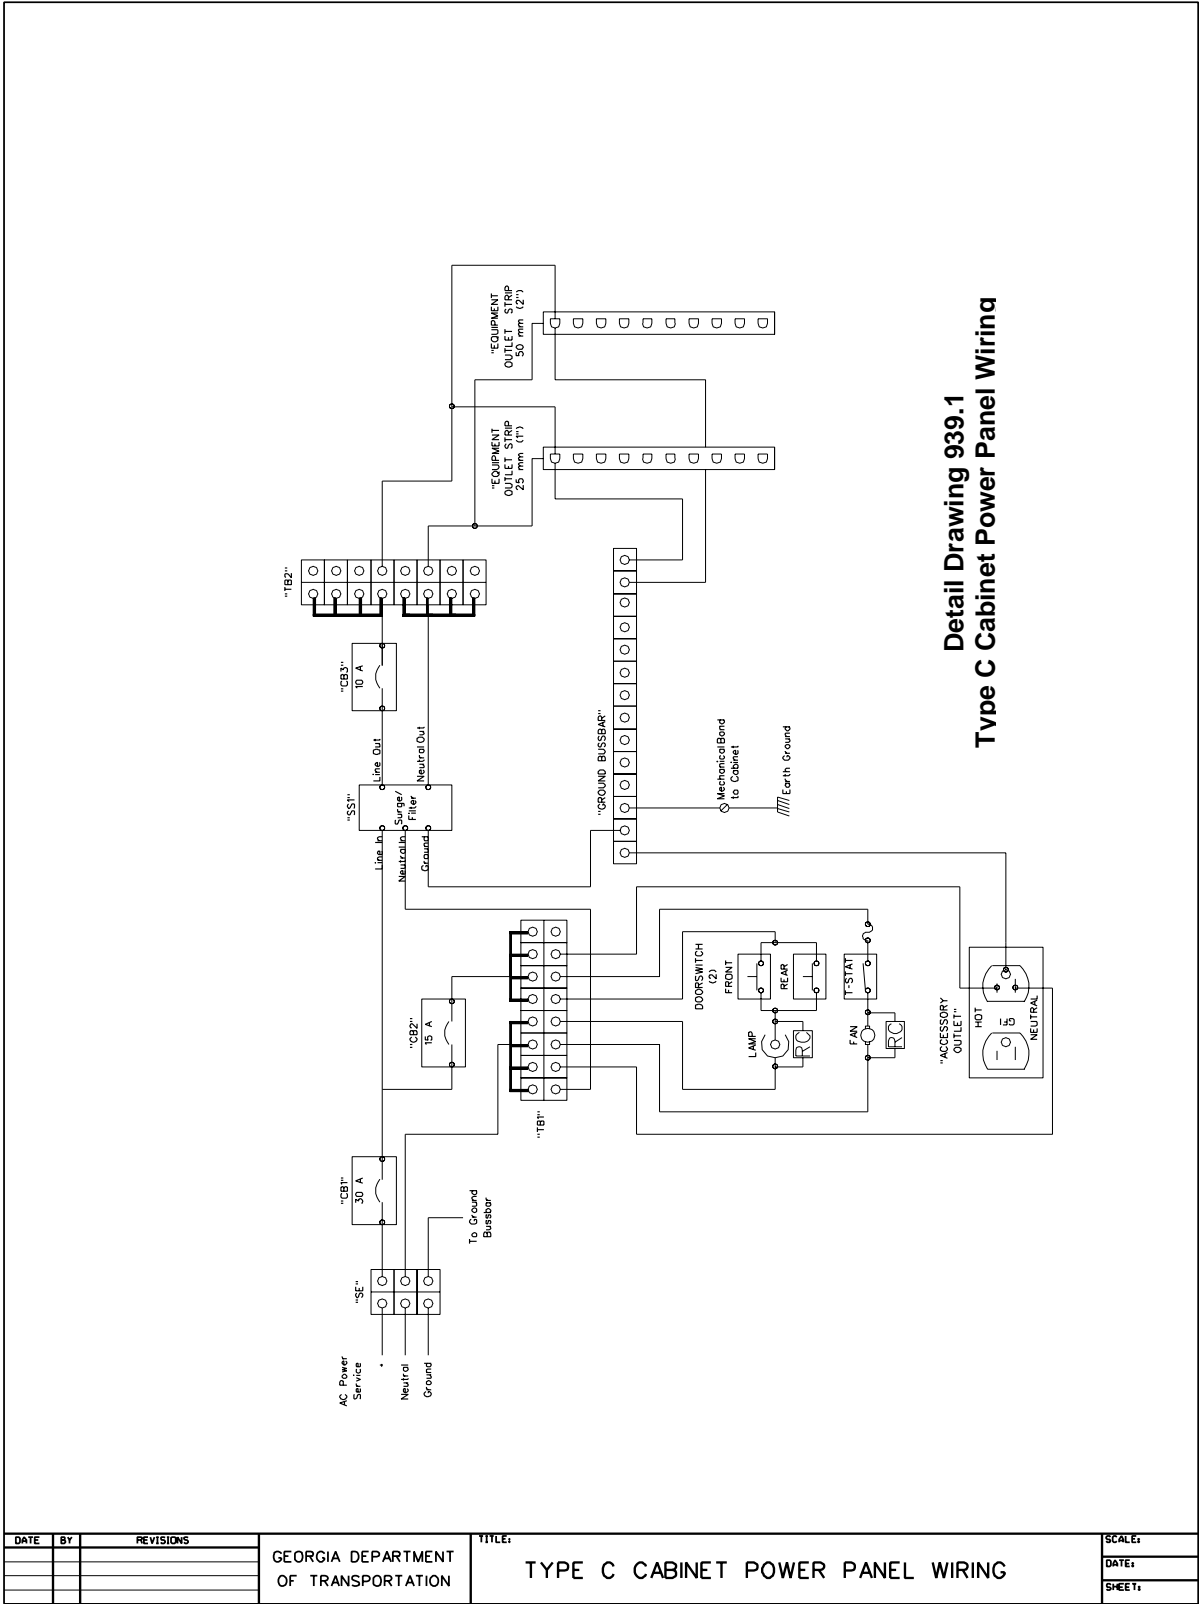 AC Power
Service
+
Neutral
Ground
"SE"
To Ground
Bussbar
"CB1"
30 A
"CB2"
15 A
"TB1"
Line In
Neutral In
Ground
"SS1"
Surge/
Filter
Line Out
Neutral Out
"CB3"
10 A
"TB2"
"EQUIPMENT
OUTLET STRIP
25 mm (1")
"EQUIPMENT
OUTLET STRIP
50 mm (2")
"GROUND BUSSBAR"
Mechanical Bond
to Cabinet
Earth Ground
DOORSWITCH
(2)
FRONT
REAR
LAMP
RC
T-STAT
FAN
RC
"ACCESSORY
OUTLET"
HOT
GFI
NEUTRAL
Detail Drawing 939.1
Type C Cabinet Power Panel Wiring
DATE BY REVISIONS
GEORGIA DEPARTMENT
OF TRANSPORTATION
TITLE:
TYPE C CABINET POWER PANEL WIRING
SCALE:
DATE:
SHEET: